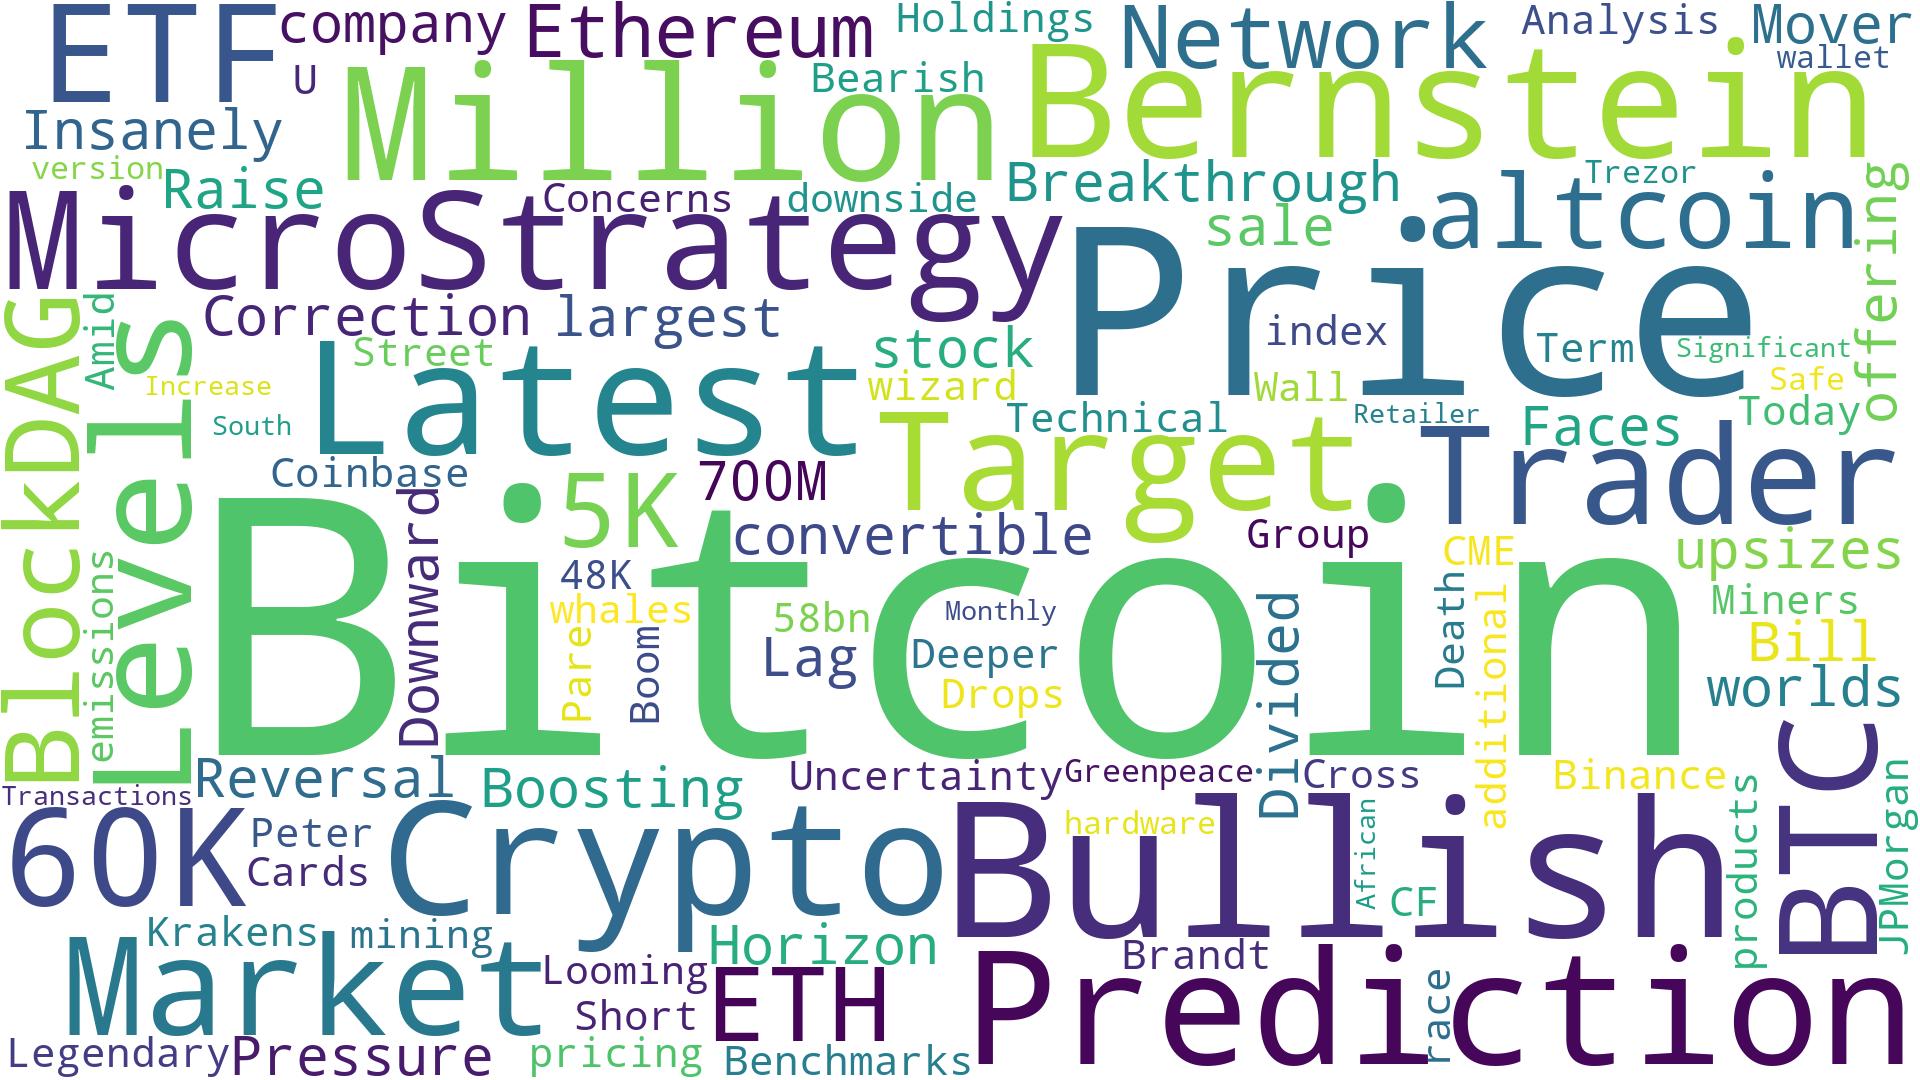 ETF
company
Ethereum
Holdings
Network
Analysis
Mover
U
Million
Bearish
Bernstein
wallet
Insanely
version
Raise
MicroStrategy
Concerns
downside
Breakthrough
sale
altcoin
Trezor
offering
Price
Correction
largest
stock
index
Term
Significant
BlockDAG
Amid
Levels
Street
Latest
wizard
Wall
Safe
Increase
South
Technical
Retailer
Today
Target
Faces
Trader
Coinbase
5K
700M
Downward
convertible
Group
CME
upsizes
Bitcoin
emissions
48K
whales
58bn
Monthly
Divided
Death
additional
Miners
Pare
Boom
Lag
Deeper
Drops
Bill
worlds
BTC
Transactions
Reversal
Boosting
Uncertainty
Greenpeace
Cross
Binance
60K
Peter
Cards
Crypto
Bullish
hardware
African
CF
products
JPMorgan
Krakens
mining
Market
Horizon
Brandt
Looming
ETH
Prediction
race
Short
Legendary
Pressure
pricing
Benchmarks